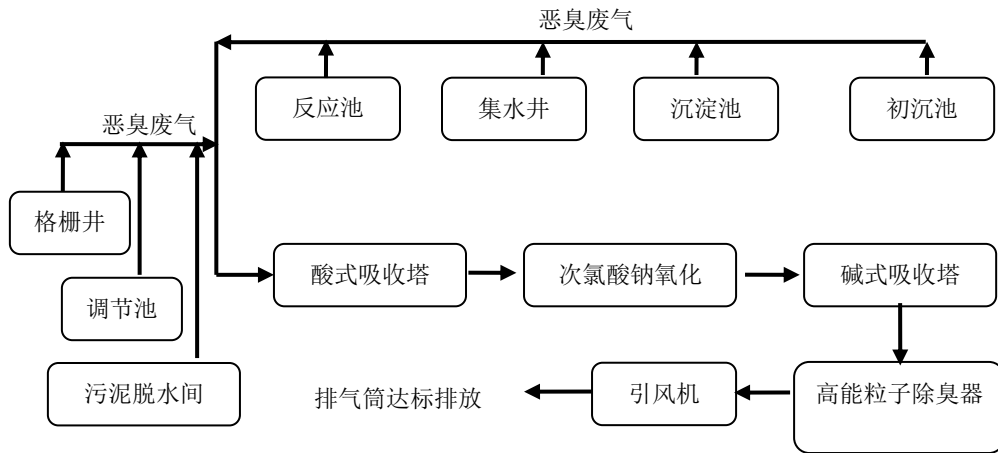 恶臭废气
反应池
集水井
沉淀池
初沉池
恶臭废气
格栅井
酸式吸收塔
次氯酸钠氧化
碱式吸收塔
调节池
污泥脱水间
排气筒达标排放
引风机
高能粒子除臭器